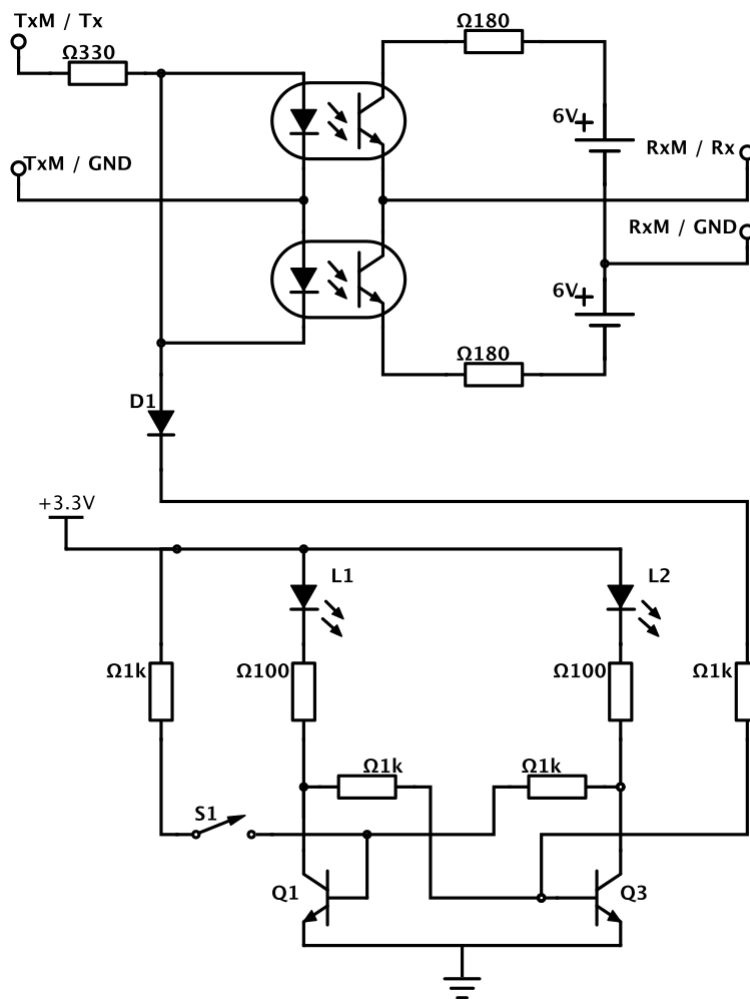 TxM / Tx
Ω330
Ω180
6V
RxM / Rx
TxM / GND
RxM / GND
6V
Ω180
D1
+3.3V
L1
L2
Ω1k
Ω100
Ω100
Ω1k
Ω1k
Ω1k
S1
Q1
Q3